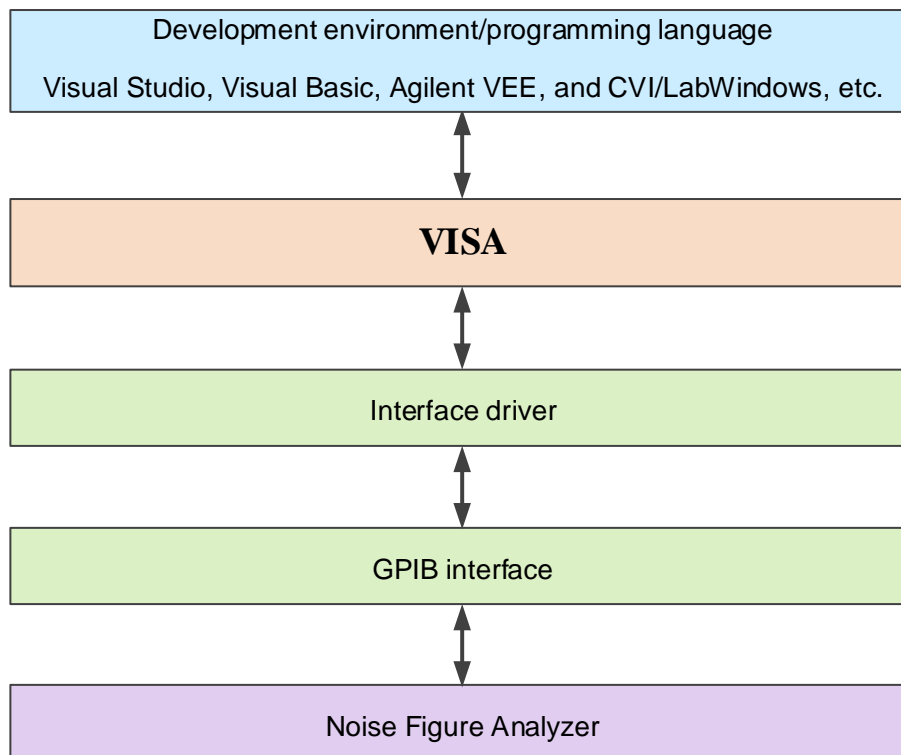 Development environment/programming language
Visual Studio, Visual Basic, Agilent VEE, and CVI/LabWindows, etc.
VISA
Interface driver
GPIB interface
Noise Figure Analyzer